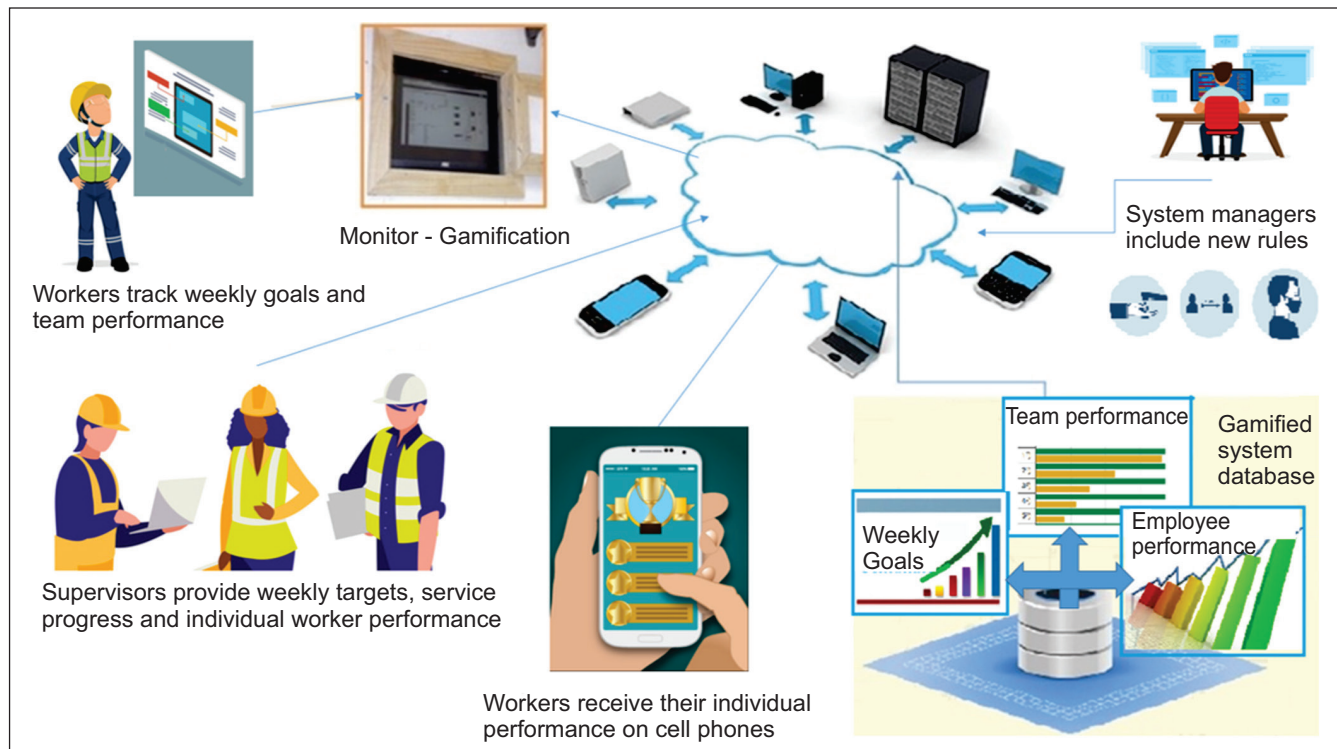 Monitor - Gamification
Workers track weekly goals and
team performance
System managers
include new rules
Supervisors provide weekly targets, service
progress and individual worker performance
Workers receive their individual
performance on cell phones
Team performance
Gamified
system
database
Weekly
Goals
Employee
performance